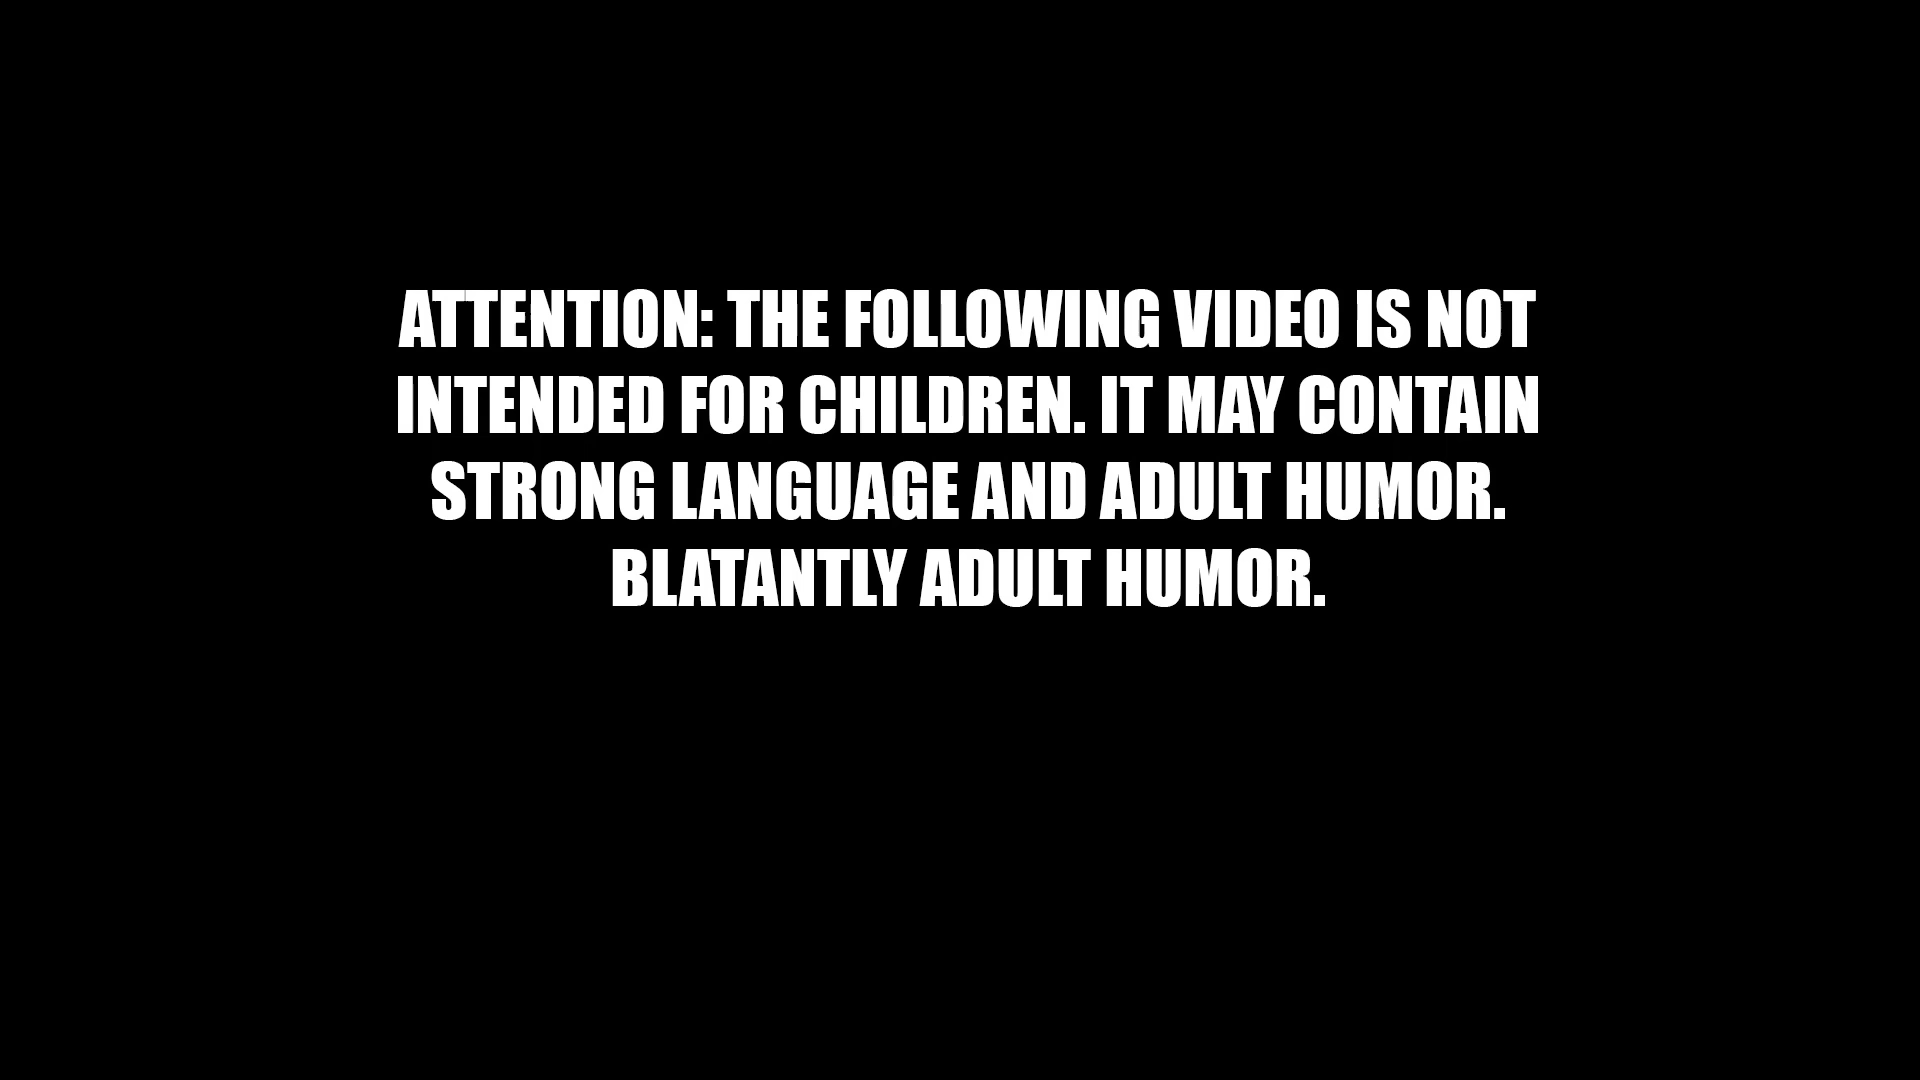 ATTENTION: THE FOLLOWING VIDEO IS NOT
INTENDED FOR CHILDREN. IT MAY CONTAIN
STRONG LANGUAGE AND ADULT HUMOR.
BLATANTLY ADULT HUMOR.